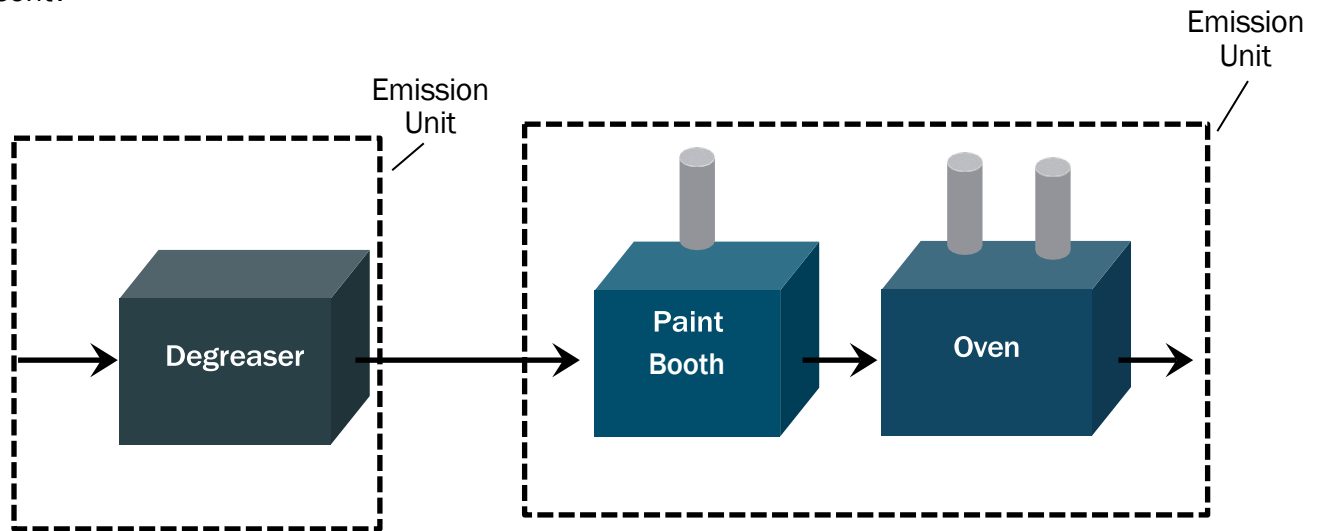 Emission
Unit
Emission
Unit
Degreaser
Paint
Booth
Oven